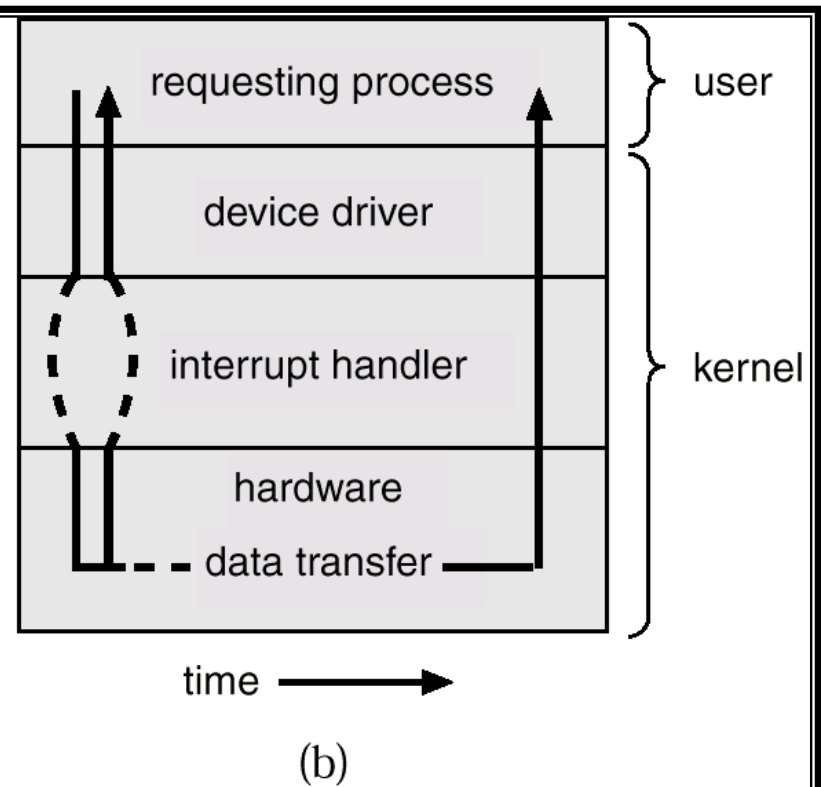 requesting process
user
device driver
interrupt handler
kernel
hardware
data transfer
time
(b)